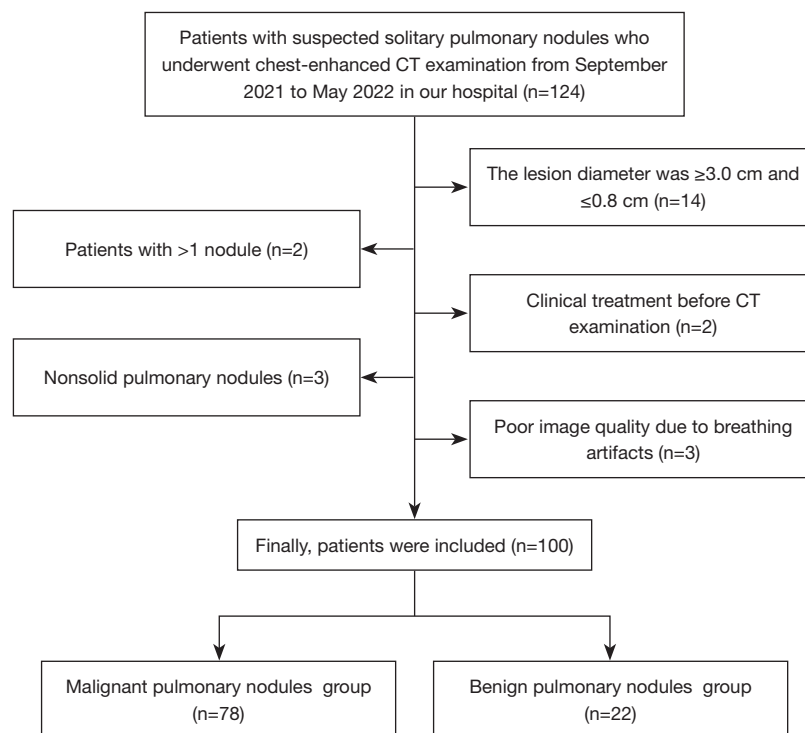 Patients with suspected solitary pulmonary nodules who
underwent chest-enhanced CT examination from September
2021 to May 2022 in our hospital (n=124)
The lesion diameter was ≥3.0 cm and
≤0.8 cm (n=14)
Patients with >1 nodule (n=2)
Clinical treatment before CT
examination (n=2)
Nonsolid pulmonary nodules (n=3)
Poor image quality due to breathing
artifacts (n=3)
Finally, patients were included (n=100)
Malignant pulmonary nodules group
(n=78)
Benign pulmonary nodules group
(n=22)